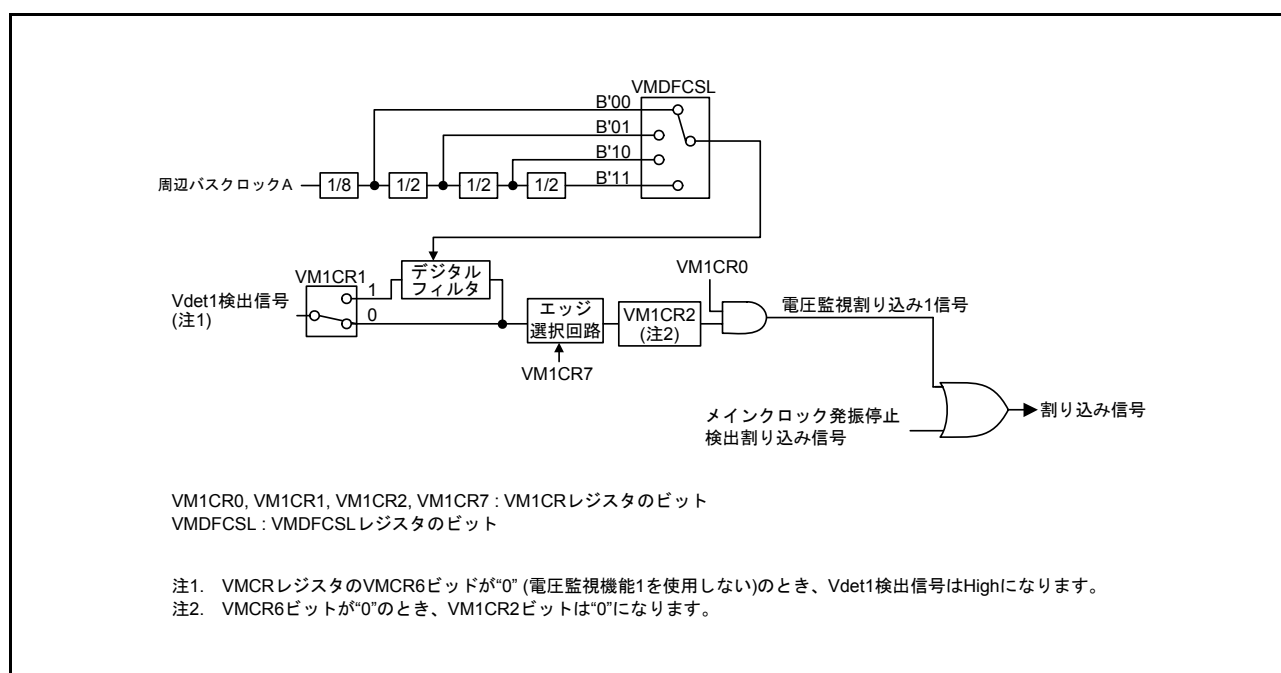 VMDFCSL
B'00
B'01
B'10
B'11
周辺バスクロックA
1/8
1/2
1/2
1/2
VM1CR1
1
0
デジタル
フィルタ
Vdet1検出信号
(注1)
エッジ
選択回路
VM1CR7
VM1CR2
(注2)
VM1CR0
電圧監視割り込み1信号
メインクロック発振停止
検出割り込み信号
割り込み信号
VM1CR0, VM1CR1, VM1CR2, VM1CR7 : VM1CRレジスタのビット
VMDFCSL : VMDFCSLレジスタのビット
注1. VMCRレジスタのVMCR6ビッドが“0” (電圧監視機能1を使用しない)のとき、Vdet1検出信号はHighになります。
注2. VMCR6ビットが“0”のとき、VM1CR2ビットは“0”になります。